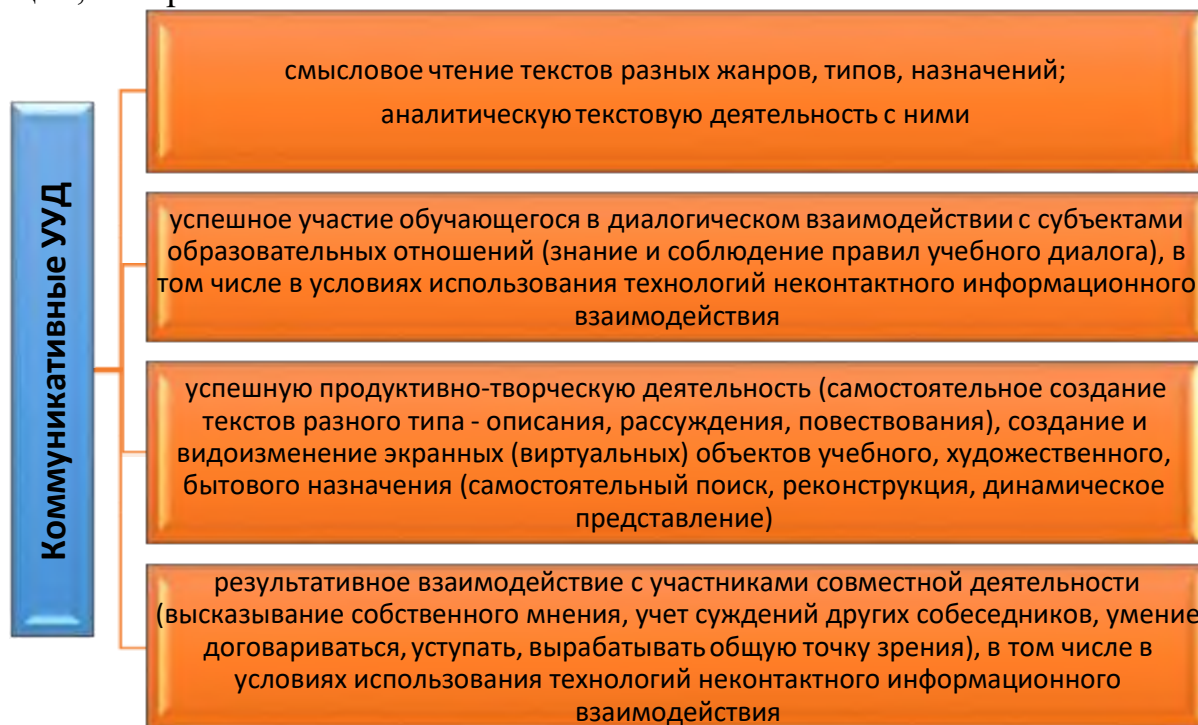 Коммуникативные УУД
смысловое чтение текстов разных жанров, типов, назначений;
аналитическую текстовую деятельность с ними
успешное участие обучающегося в диалогическом взаимодействии с субъектами
образовательных отношений (знание и соблюдение правил учебного диалога), в
том числе в условиях использования технологий неконтактного информационного
взаимодействия
успешную продуктивно-творческую деятельность (самостоятельное создание
текстов разного типа - описания, рассуждения, повествования), создание и
видоизменение экранных (виртуальных) объектов учебного, художественного,
бытового назначения (самостоятельный поиск, реконструкция, динамическое
представление)
результативное взаимодействие с участниками совместной деятельности
(высказывание собственного мнения, учет суждений других собеседников, умение
договариваться, уступать, вырабатывать общую точку зрения), в том числе в
условиях использования технологий неконтактного информационного
взаимодействия